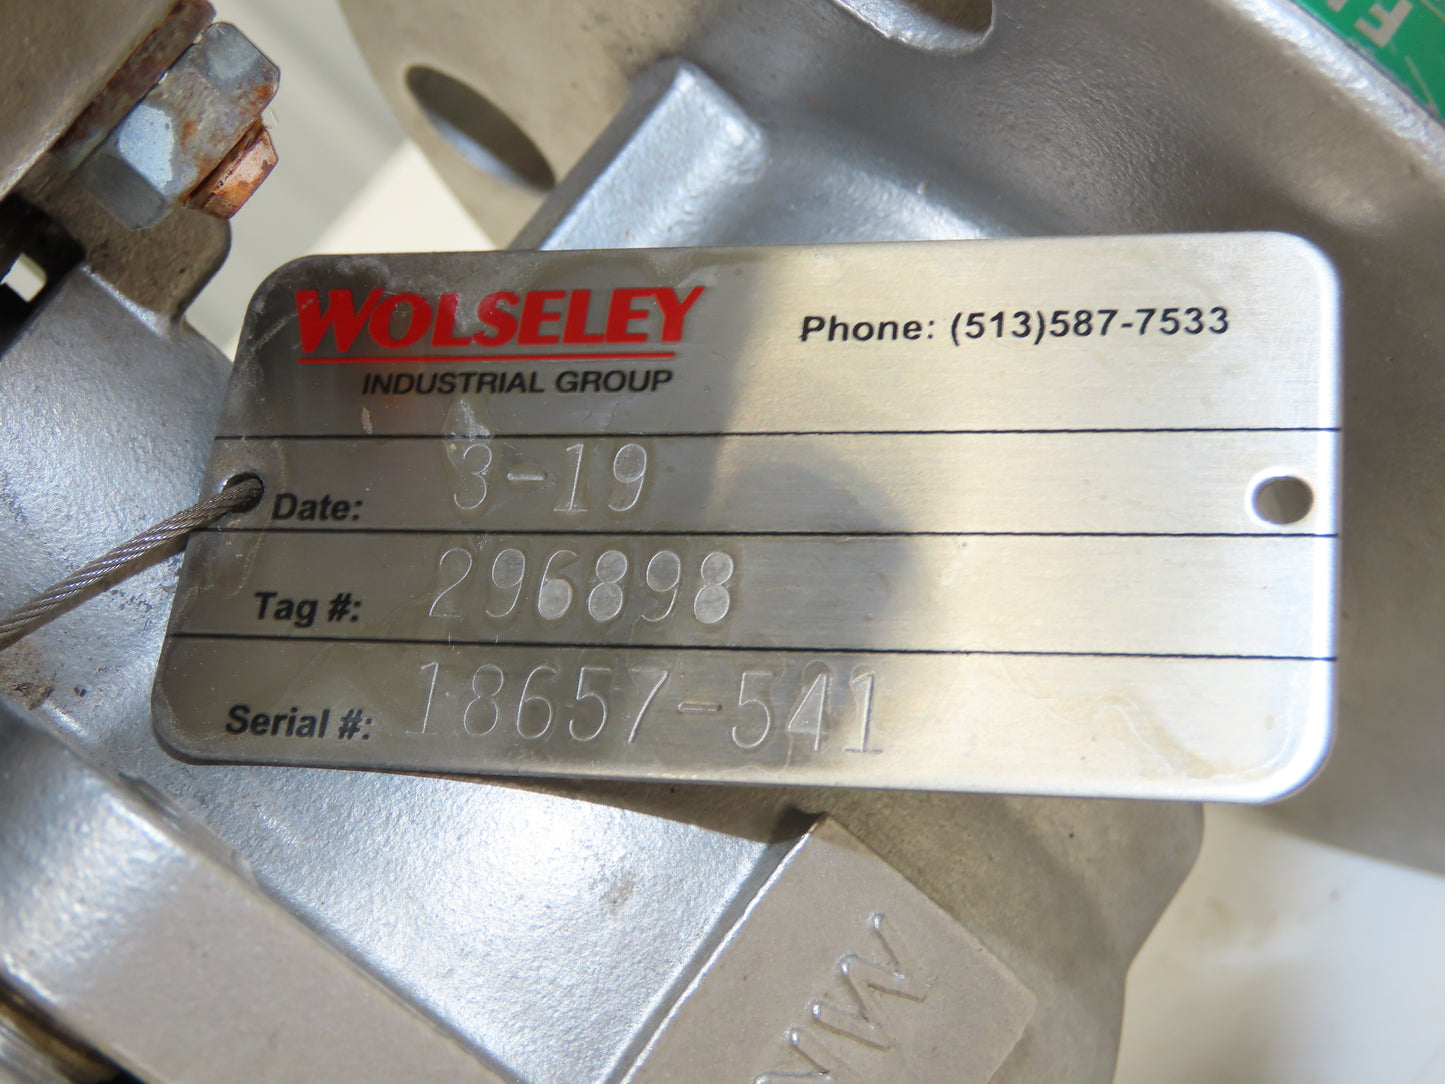 WOLSELEY
INDUSTRIAL GROUP
Phone: (513)587-7533
Date: 3-19
Tag #: 296898
Serial #: 18657-541